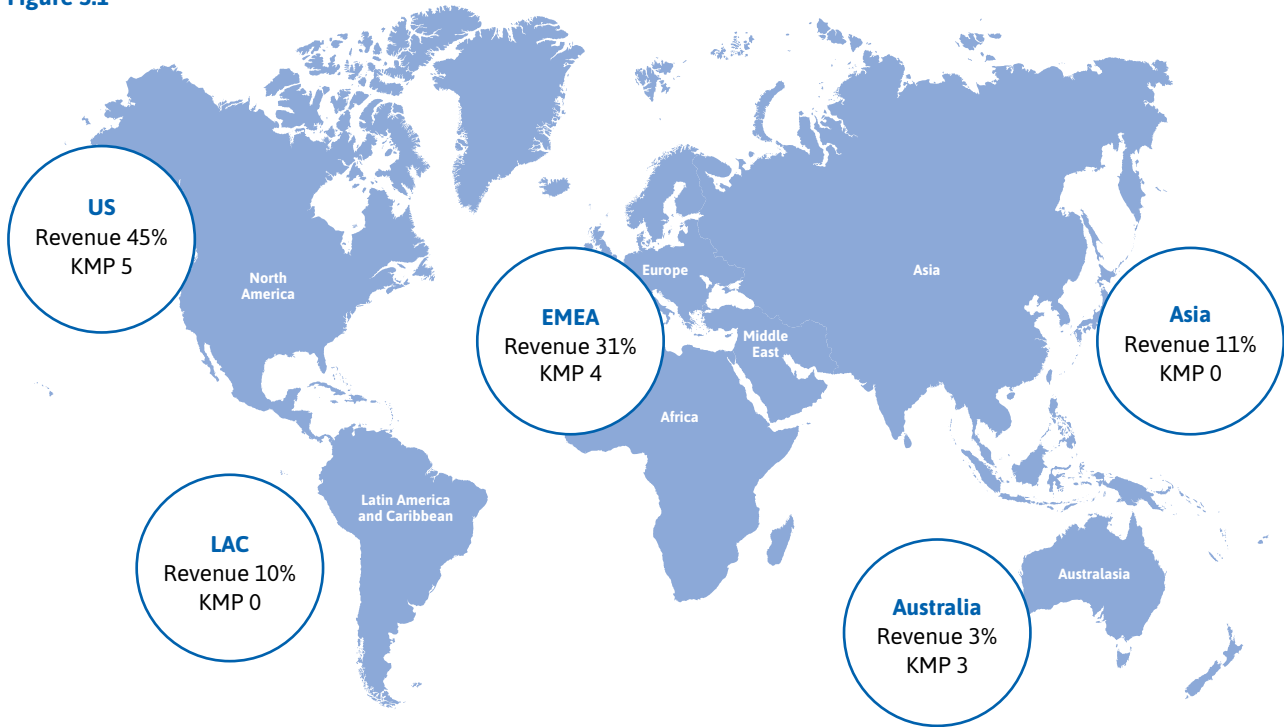 Figure 3.1
US
Revenue 45%
KMP 5
North
America
EMEA
Revenue 31%
KMP 4
Europe
Asia
Middle
East
Africa
Asia
Revenue 11%
KMP 0
Latin America
and Caribbean
LAC
Revenue 10%
KMP 0
Australasia
Australia
Revenue 3%
KMP 3